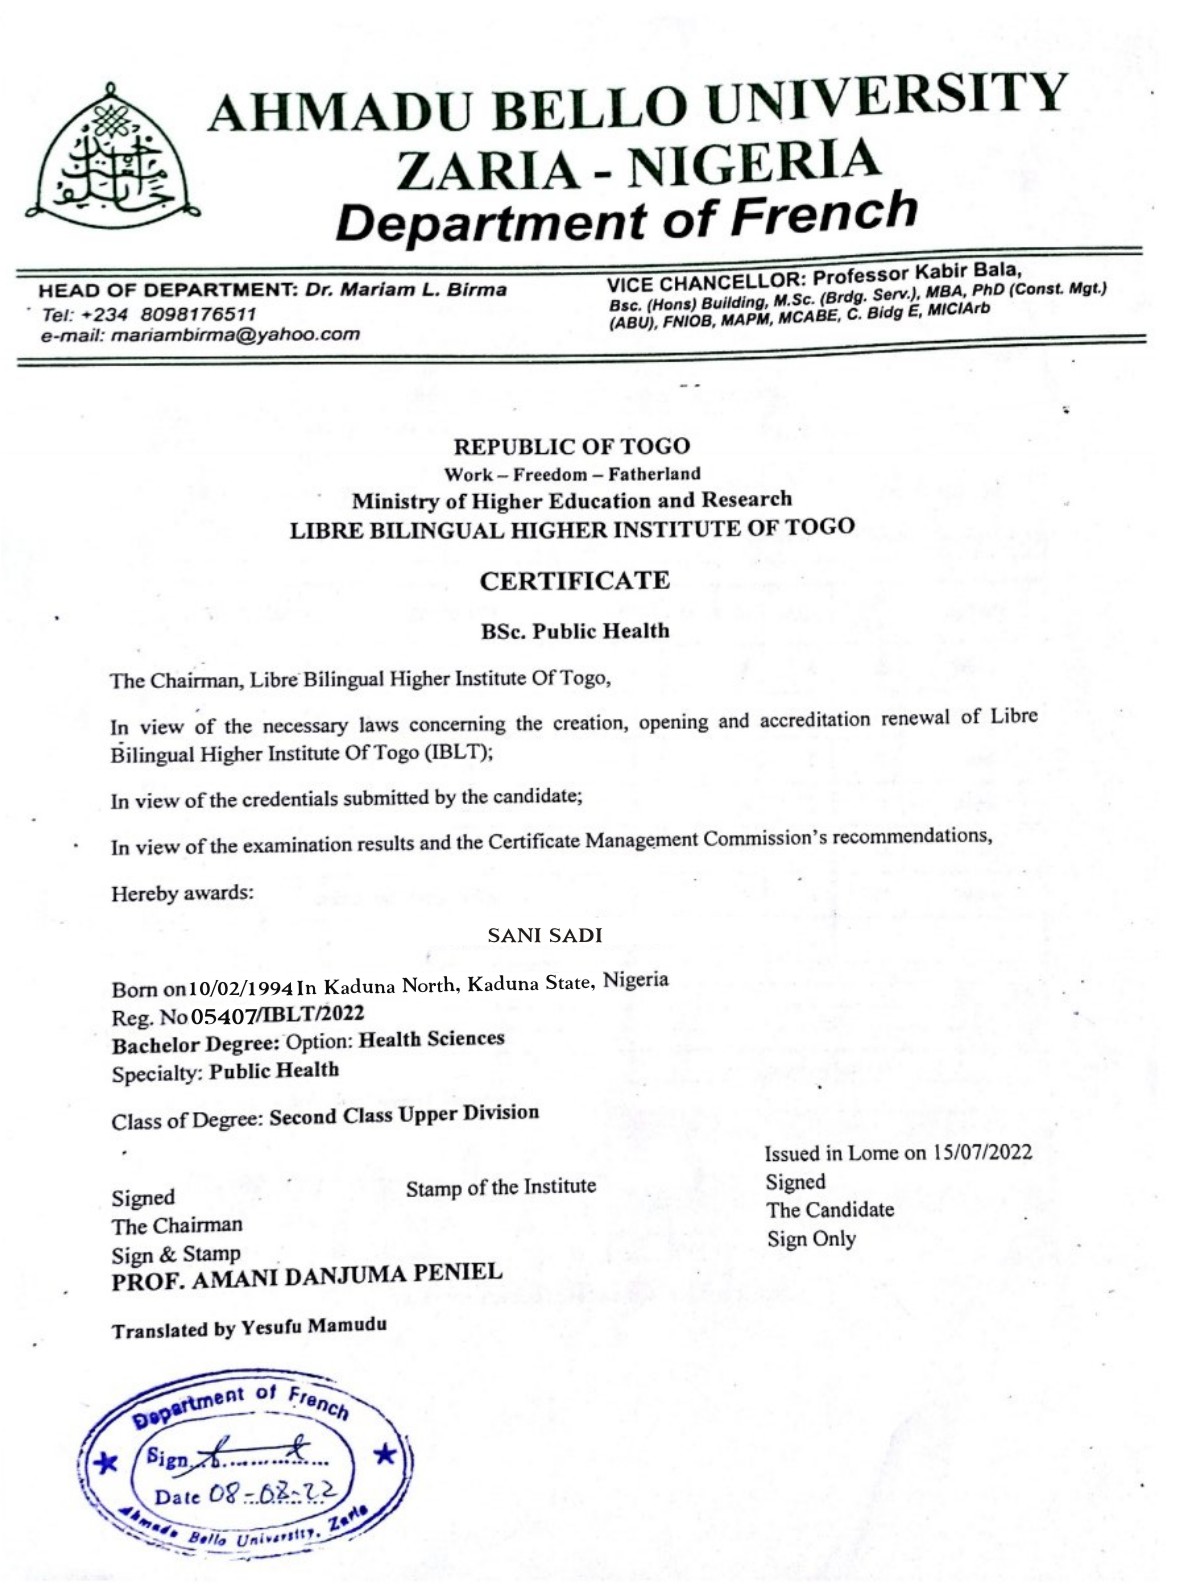 AHMADU BELLO UNIVERSITY
ZARIA - NIGERIA
Department of French
HEAD OF DEPARTMENT: Dr. Mariam L. Birma
Tel: +234 8098176511
e-mail: mariambirma@yahoo.com
VICE CHANCELLOR: Professor Kabir Bala,
Bsc. (Hons) Building, M.Sc. (Brdg. Serv.), MBA, PhD (Const. Mgt.)
(ABU), FNIOB, MAPM, MCABE, C. Bidg E, MICIArb
REPUBLIC OF TOGO
Work – Freedom – Fatherland
Ministry of Higher Education and Research
LIBRE BILINGUAL HIGHER INSTITUTE OF TOGO
CERTIFICATE
BSc. Public Health
The Chairman, Libre Bilingual Higher Institute Of Togo,
In view of the necessary laws concerning the creation, opening and accreditation renewal of Libre
Bilingual Higher Institute Of Togo (IBLT);
In view of the credentials submitted by the candidate;
In view of the examination results and the Certificate Management Commission's recommendations,
Hereby awards:
SANI SADI
Born on 10/02/1994 In Kaduna North, Kaduna State, Nigeria
Reg. No 05407/IBLT/2022
Bachelor Degree: Option: Health Sciences
Specialty: Public Health
Class of Degree: Second Class Upper Division
Issued in Lome on 15/07/2022
Signed
The Candidate
Sign Only
Stamp of the Institute
Signed
The Chairman
Sign & Stamp
PROF. AMANI DANJUMA PENIEL
Translated by Yesufu Mamudu
Department of French
Sign
Date 08-08-22
Ahmadu Bello University, Zaria